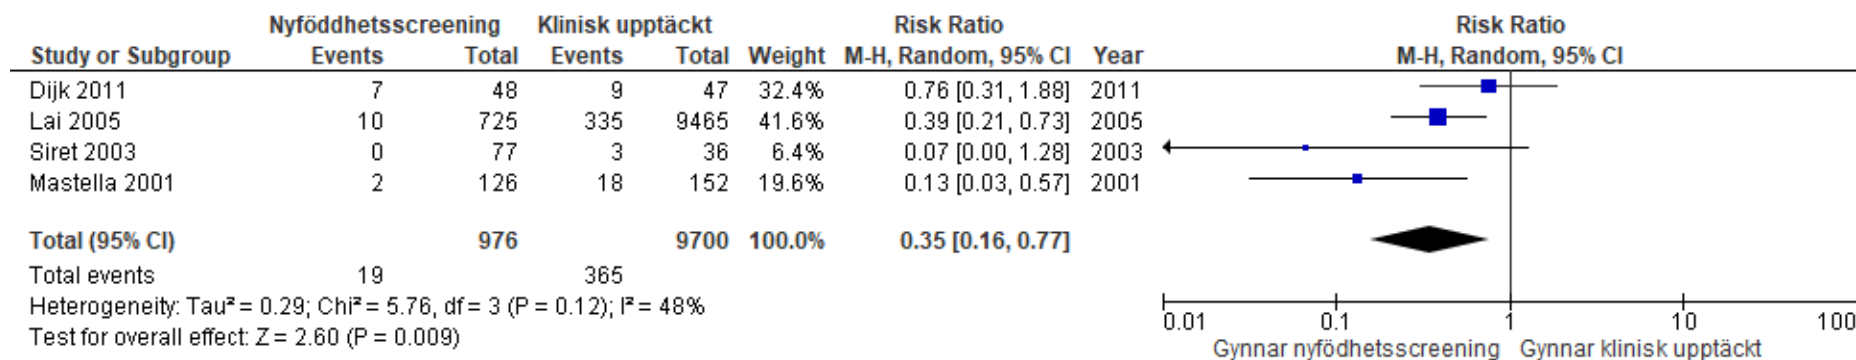 Nyföddhetsscreening Klinisk upptäckt Risk Ratio Risk Ratio
Study or Subgroup Events Total Events Total Weight M-H, Random, 95% CI Year M-H, Random, 95% CI
Dijk 2011 7 48 9 47 32.4% 0.76 [0.31, 1.88] 2011
Lai 2005 10 725 335 9465 41.6% 0.39 [0.21, 0.73] 2005
Siret 2003 0 77 3 36 6.4% 0.07 [0.00, 1.28] 2003
Mastella 2001 2 126 18 152 19.6% 0.13 [0.03, 0.57] 2001
Total (95% CI) 976 9700 100.0% 0.35 [0.16, 0.77]
Total events 19 365
Heterogeneity: Tau² = 0.29; Chi² = 5.76, df = 3 (P = 0.12); I² = 48%
Test for overall effect: Z = 2.60 (P = 0.009)
0.01 0.1 1 10 100
Gynnar nyfödhetsscreening Gynnar klinisk upptäckt